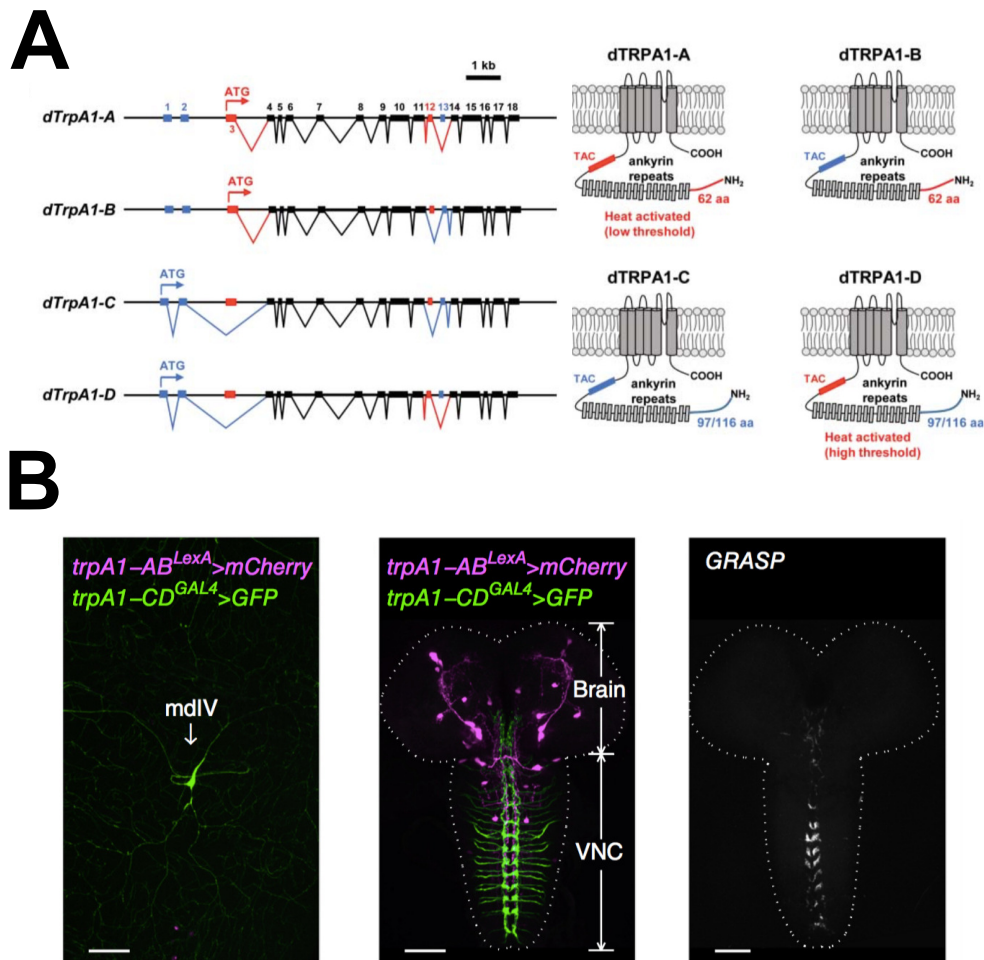 A
1 kb
dTrpA1-A
ATG
1 2 3 4 5 6 7 8 9 10 11 12 13 14 15 16 17 18
dTrpA1-B
ATG
dTrpA1-C
ATG
dTrpA1-D
ATG
dTRPA1-A
TAC
ankyrin
repeats
COOH
NH2
62 aa
Heat activated
(low threshold)
dTRPA1-B
TAC
ankyrin
repeats
COOH
NH2
62 aa
dTRPA1-C
TAC
ankyrin
repeats
COOH
NH2
97/116 aa
dTRPA1-D
TAC
ankyrin
repeats
COOH
NH2
97/116 aa
Heat activated
(high threshold)
B
trpA1–AB^LexA>mCherry
trpA1–CD^GAL4>GFP
mdIV
trpA1–AB^LexA>mCherry
trpA1–CD^GAL4>GFP
Brain
VNC
GRASP